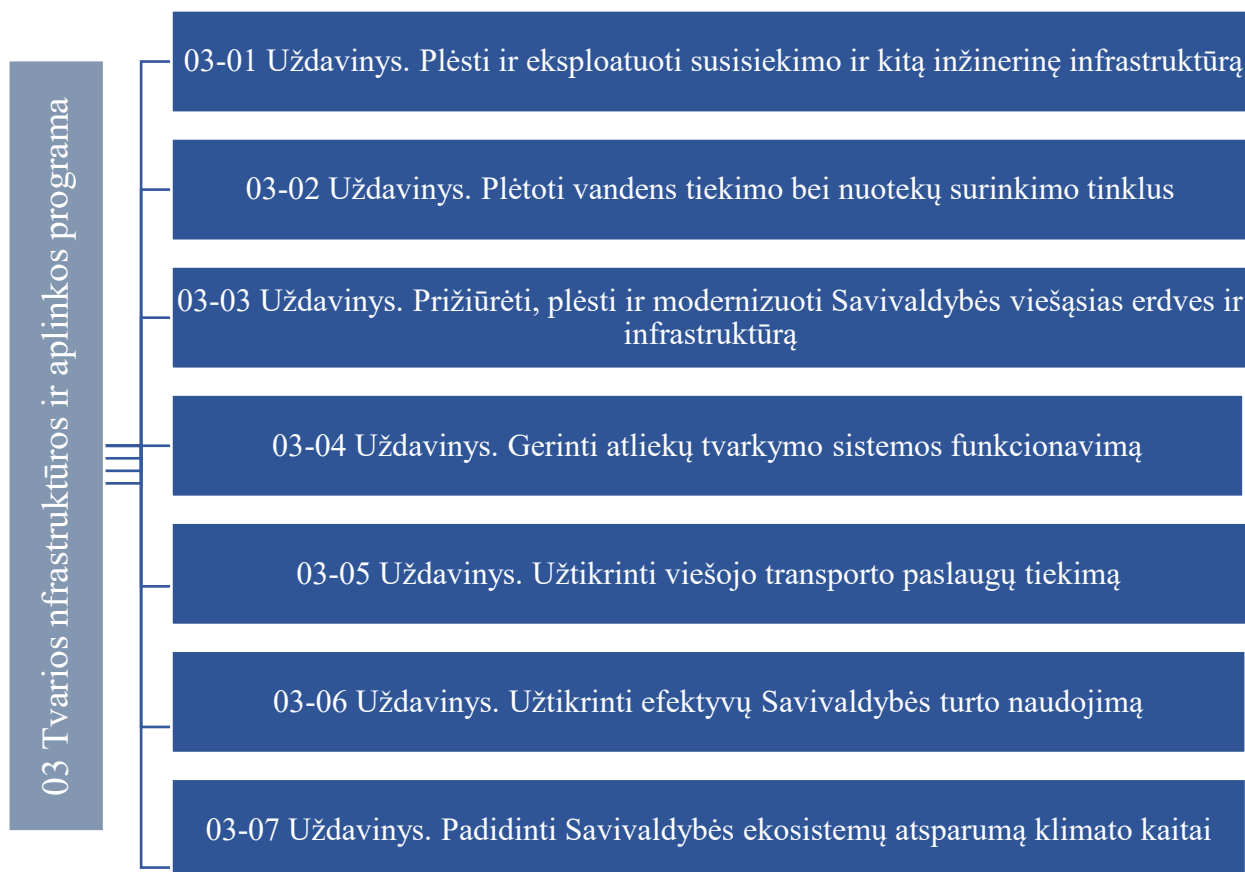 03 Tvarios nfrastruktūros ir aplinkos programa
03-01 Uždavinys. Plėsti ir eksploatuoti susisiekimo ir kitą inžinerinę infrastruktūrą
03-02 Uždavinys. Plėtoti vandens tiekimo bei nuotekų surinkimo tinklus
03-03 Uždavinys. Prižiūrėti, plėsti ir modernizuoti Savivaldybės viešąsias erdves ir
infrastruktūrą
03-04 Uždavinys. Gerinti atliekų tvarkymo sistemos funkcionavimą
03-05 Uždavinys. Užtikrinti viešojo transporto paslaugų tiekimą
03-06 Uždavinys. Užtikrinti efektyvų Savivaldybės turto naudojimą
03-07 Uždavinys. Padidinti Savivaldybės ekosistemų atsparumą klimato kaitai